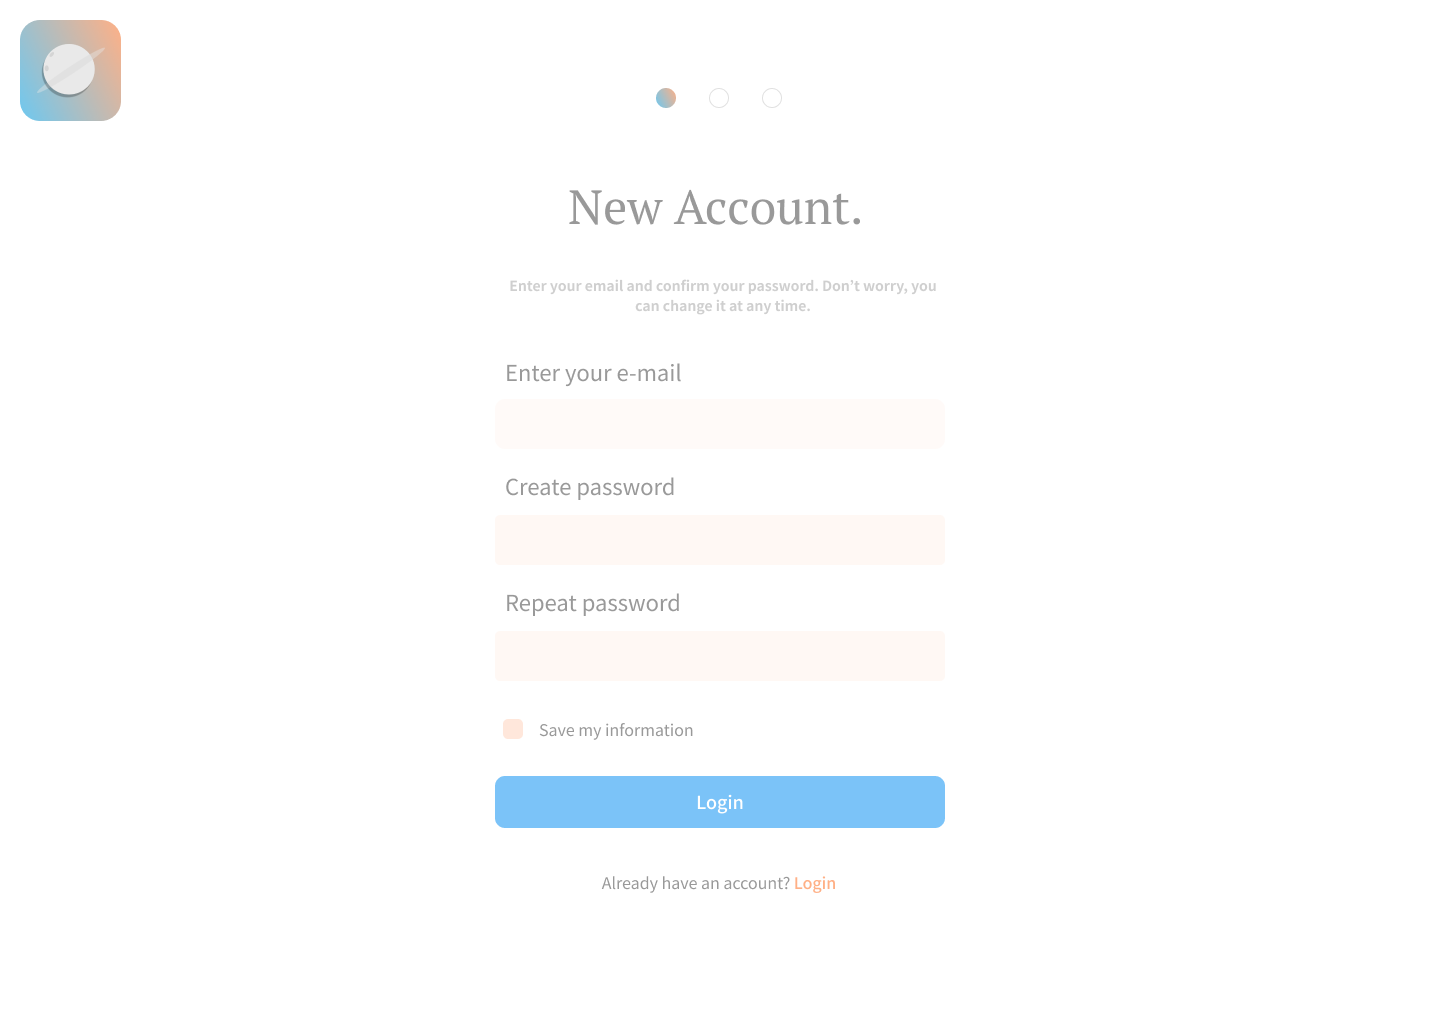 New Account.
Enter your email and confirm your password. Don't worry, you
can change it at any time.
Enter your e-mail
Create password
Repeat password
Save my information
Login
Already have an account? Login